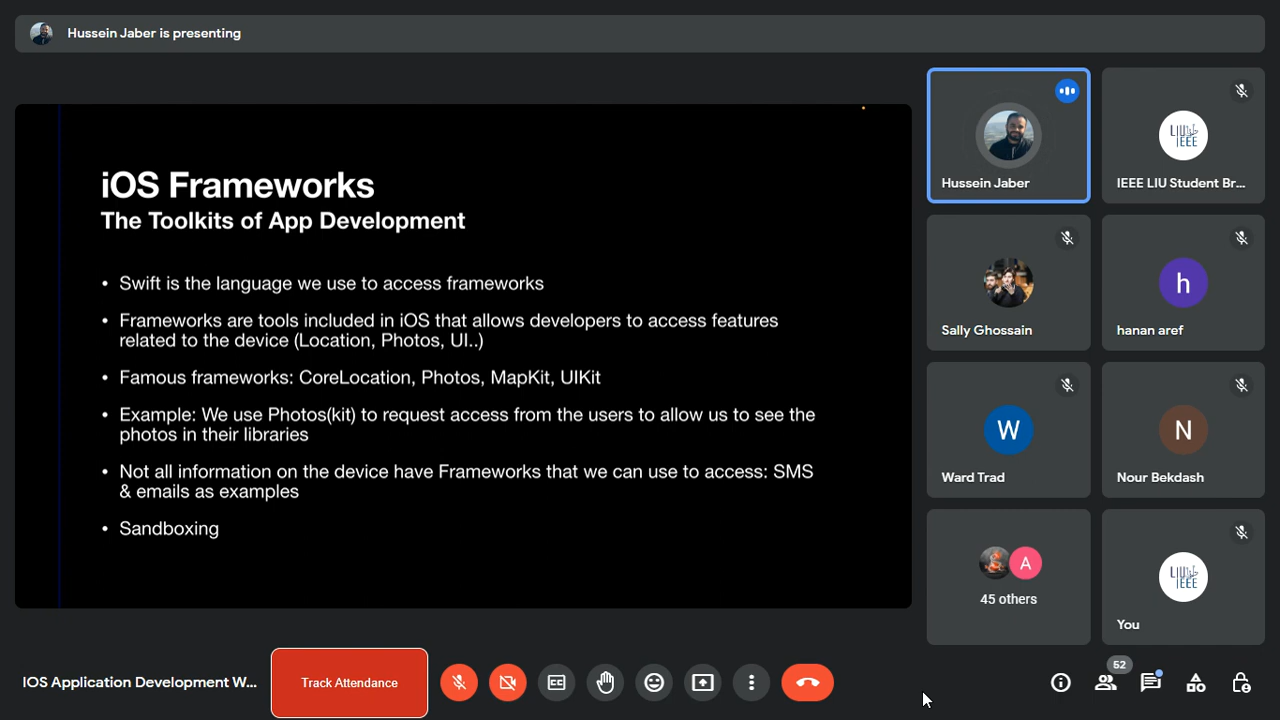 Hussein Jaber is presenting
iOS Frameworks
The Toolkits of App Development
• Swift is the language we use to access frameworks
• Frameworks are tools included in iOS that allows developers to access features
related to the device (Location, Photos, UI..)
• Famous frameworks: CoreLocation, Photos, MapKit, UIKit
• Example: We use Photos(kit) to request access from the users to allow us to see the
photos in their libraries
• Not all information on the device have Frameworks that we can use to access: SMS
& emails as examples
• Sandboxing
Hussein Jaber
LIU IEEE
IEEE LIU Student Br...
Sally Ghossain
h
hanan aref
W
Ward Trad
N
Nour Bekdash
A
45 others
LIU IEEE
You
IOS Application Development W...
Track Attendance
52